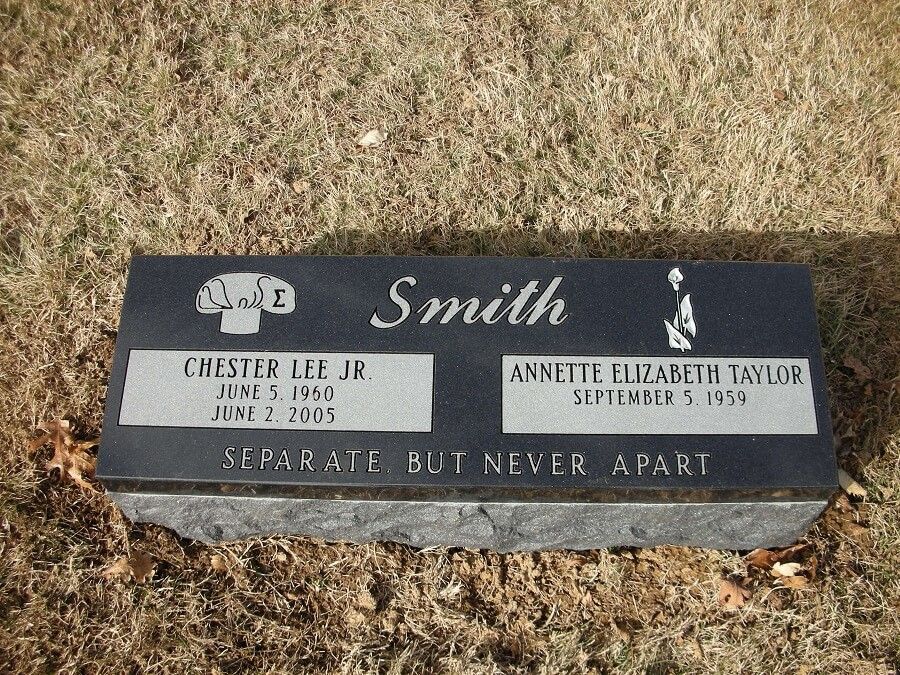 Σ
Smith
CHESTER LEE JR.
JUNE 5, 1960
JUNE 2, 2005
ANNETTE ELIZABETH TAYLOR
SEPTEMBER 5, 1959
SEPARATE, BUT NEVER APART